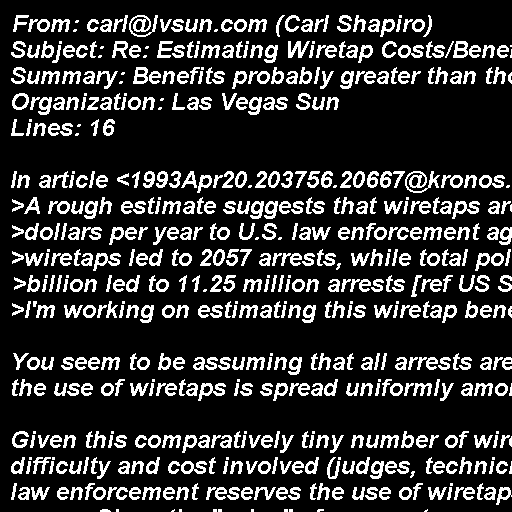 From: carl@lvsun.com (Carl Shapiro)
Subject: Re: Estimating Wiretap Costs/Benef
Summary: Benefits probably greater than tho
Organization: Las Vegas Sun
Lines: 16

In article <1993Apr20.203756.20667@kronos.
>A rough estimate suggests that wiretaps are
>dollars per year to U.S. law enforcement ag
>wiretaps led to 2057 arrests, while total pol
>billion led to 11.25 million arrests [ref US S
>I'm working on estimating this wiretap bene

You seem to be assuming that all arrests are
the use of wiretaps is spread uniformly amo

Given this comparatively tiny number of wire
difficulty and cost involved (judges, technici
law enforcement reserves the use of wiretap